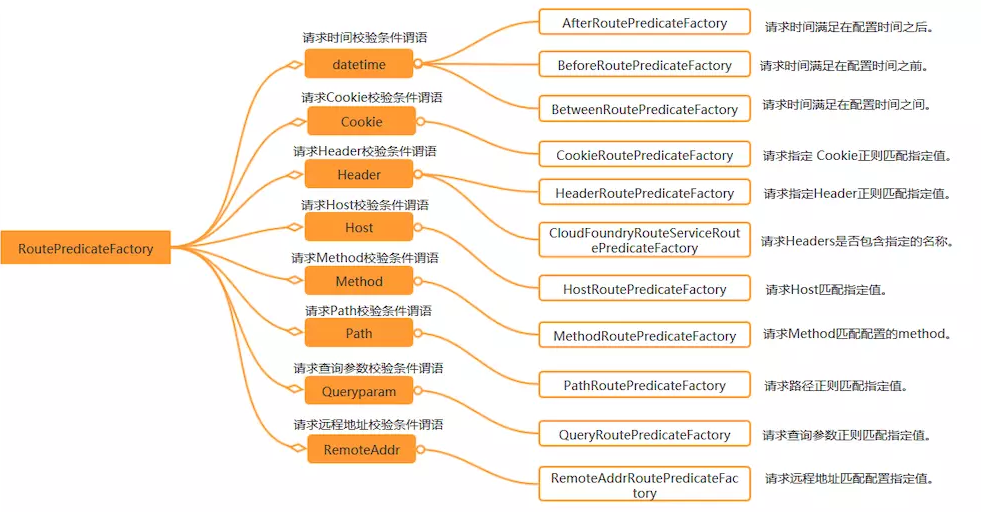 RoutePredicateFactory
请求时间校验条件谓语
datetime
AfterRoutePredicateFactory
请求时间满足在配置时间之后。
BeforeRoutePredicateFactory
请求时间满足在配置时间之前。
BetweenRoutePredicateFactory
请求时间满足在配置时间之间。
请求Cookie校验条件谓语
Cookie
CookieRoutePredicateFactory
请求指定 Cookie正则匹配指定值。
请求Header校验条件谓语
Header
HeaderRoutePredicateFactory
请求指定Header正则匹配指定值。
CloudFoundryRouteServiceRout
ePredicateFactory
请求Headers是否包含指定的名称。
请求Host校验条件谓语
Host
HostRoutePredicateFactory
请求Host匹配指定值。
请求Method校验条件谓语
Method
MethodRoutePredicateFactory
请求Method匹配配置的method。
请求Path校验条件谓语
Path
PathRoutePredicateFactory
请求路径正则匹配指定值。
请求查询参数校验条件谓语
Queryparam
QueryRoutePredicateFactory
请求查询参数正则匹配指定值。
请求远程地址校验条件谓语
RemoteAddr
RemoteAddrRoutePredicateFac
tory
请求远程地址匹配配置指定值。